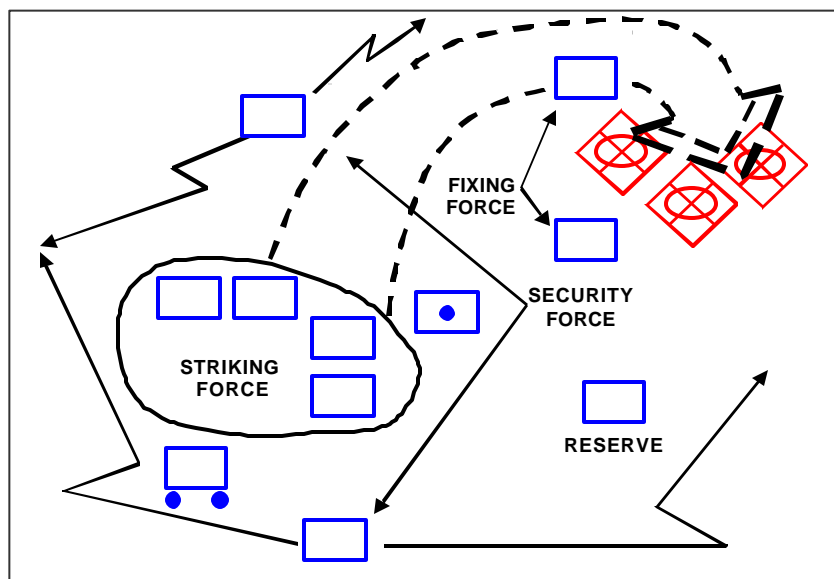 FIXING
FORCE
SECURITY
FORCE
STRIKING
FORCE
RESERVE